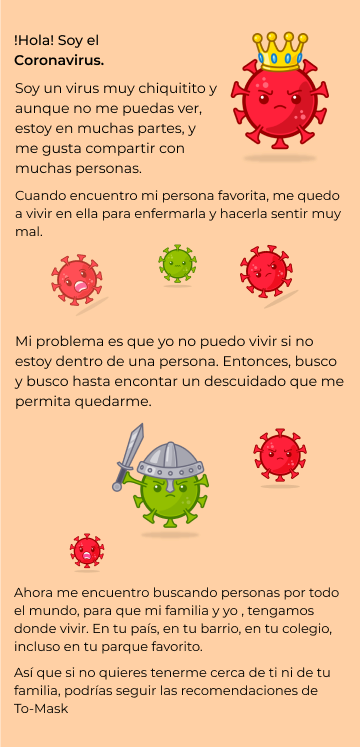 !Hola! Soy el
Coronavirus.
Soy un virus muy chiquitito y
aunque no me puedas ver,
estoy en muchas partes, y
me gusta compartir con
muchas personas.
Cuando encuentro mi persona favorita, me quedo
a vivir en ella para enfermarla y hacerla sentir muy
mal.
Mi problema es que yo no puedo vivir si no
estoy dentro de una persona. Entonces, busco
y busco hasta encontar un descuidado que me
permita quedarme.
Ahora me encuentro buscando personas por todo
el mundo, para que mi familia y yo , tengamos
donde vivir. En tu país, en tu barrio, en tu colegio,
incluso en tu parque favorito.
Así que si no quieres tenerme cerca de ti ni de tu
familia, podrías seguir las recomendaciones de
To-Mask